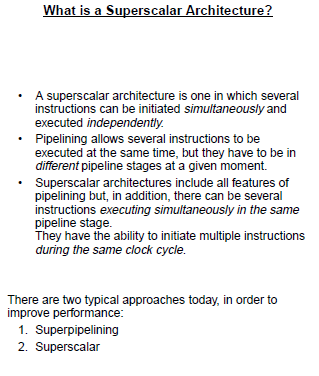 What is a Superscalar Architecture?
• A superscalar architecture is one in which several
instructions can be initiated simultaneously and
executed independently.
• Pipelining allows several instructions to be
executed at the same time, but they have to be in
different pipeline stages at a given moment.
• Superscalar architectures include all features of
pipelining but, in addition, there can be several
instructions executing simultaneously in the same
pipeline stage.
They have the ability to initiate multiple instructions
during the same clock cycle.
There are two typical approaches today, in order to
improve performance:
1. Superpipelining
2. Superscalar